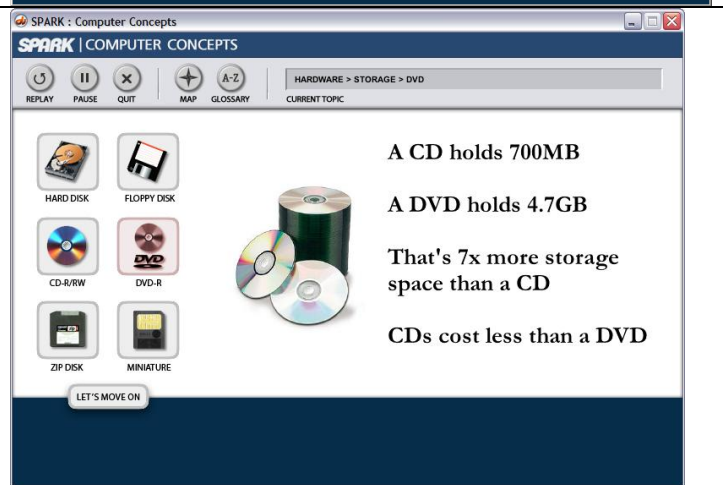 SPARK : Computer Concepts
SPARK | COMPUTER CONCEPTS
REPLAY PAUSE QUIT MAP A-Z GLOSSARY
HARDWARE > STORAGE > DVD
CURRENT TOPIC
HARD DISK FLOPPY DISK
CD-R/RW DVD DVD-R
ZIP DISK MINIATURE
LET'S MOVE ON
A CD holds 700MB
A DVD holds 4.7GB
That's 7x more storage
space than a CD
CDs cost less than a DVD